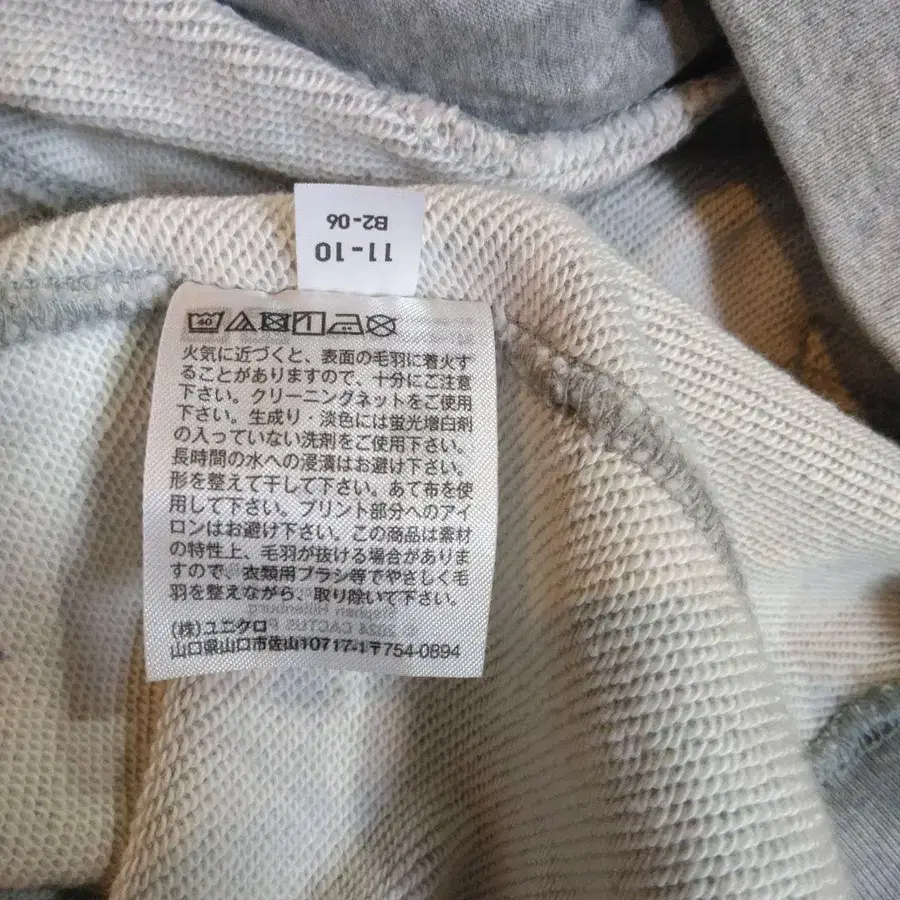 11-10
B2-06
40
火気に近づくと、表面の毛羽に着火す
ることがありますので、十分にご注意
下さい。クリーニングネットをご使用
下さい。生成り・淡色には蛍光増白剤
の入っていない洗剤をご使用下さい。
長時間の水への浸漬はお避け下さい。
形を整えて干して下さい。あて布を使
用して下さい。プリント部分へのアイ
ロンはお避け下さい。この商品は素材
の特性上、毛羽が抜ける場合がありま
すので、衣類用ブラシ等でやさしく毛
羽を整えながら、取り除いて下さい。
(株)ユニクロ
山口県山口市佐山10717-1〒754-0894